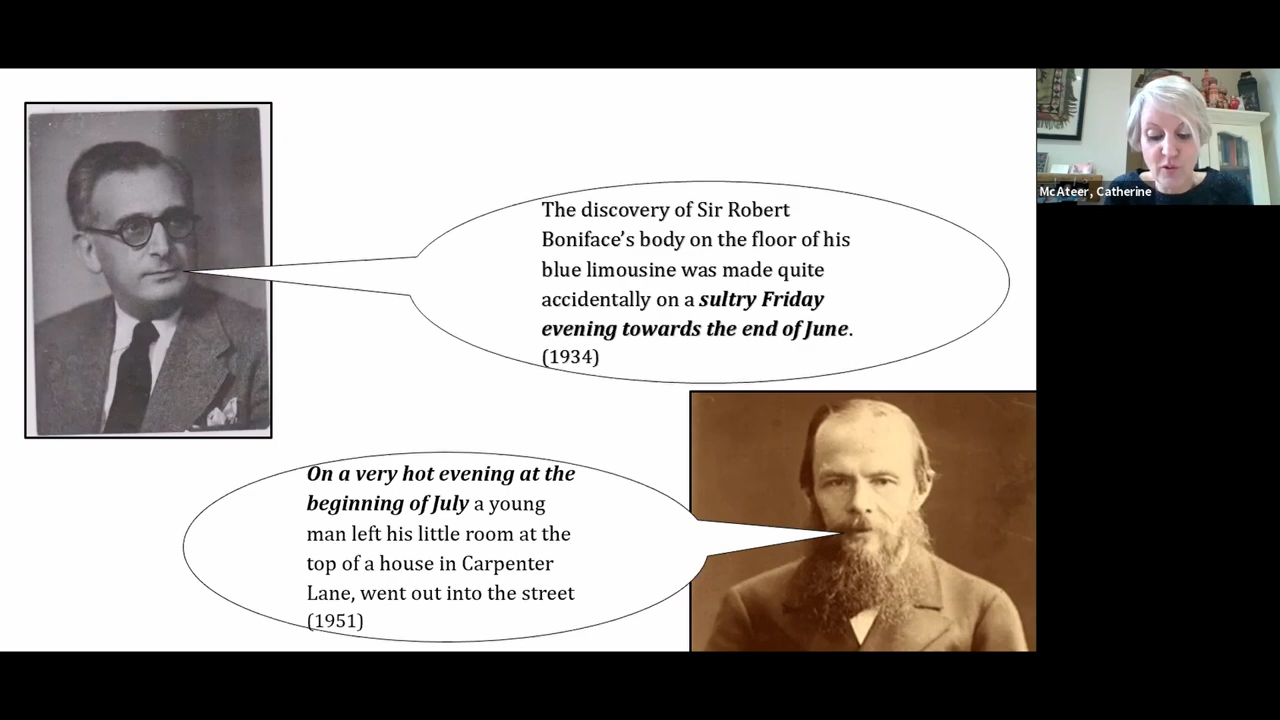 The discovery of Sir Robert
Boniface’s body on the floor of his
blue limousine was made quite
accidentally on a sultry Friday
evening towards the end of June.
(1934)
On a very hot evening at the
beginning of July a young
man left his little room at the
top of a house in Carpenter
Lane, went out into the street
(1951)
McAteer, Catherine